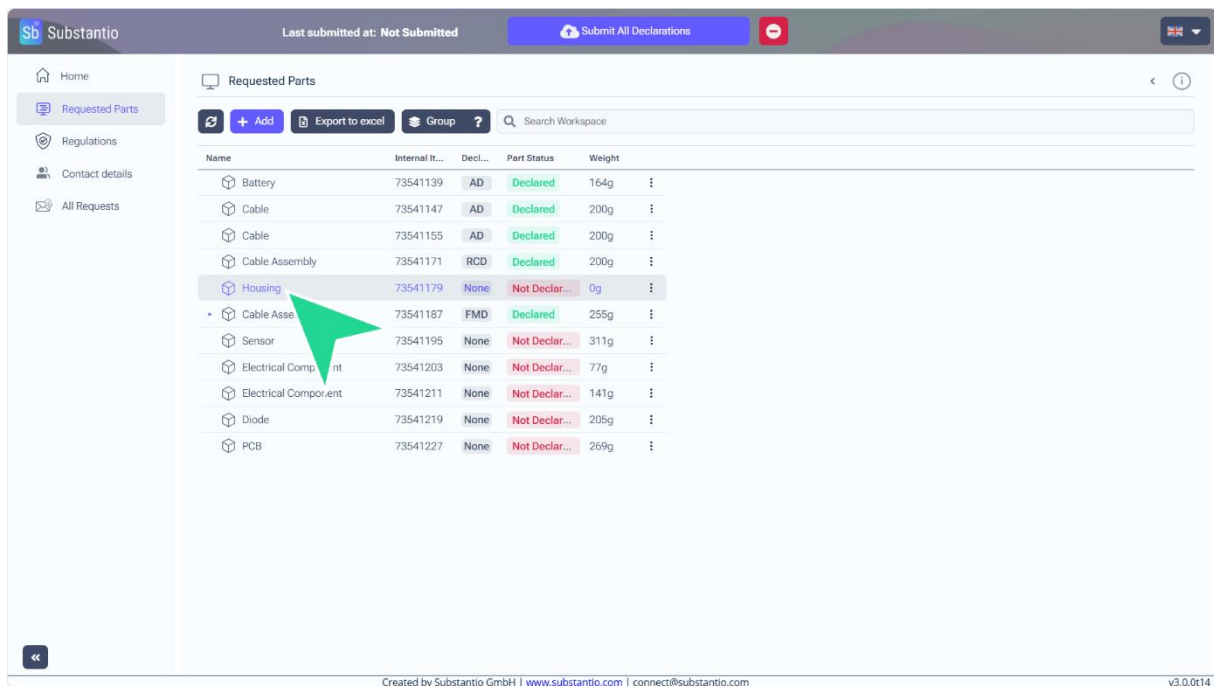 Sb Substantio
Last submitted at: Not Submitted
Submit All Declarations
Home
Requested Parts
Regulations
Contact details
All Requests
Requested Parts
+ Add
Export to excel
Group ?
Search Workspace
Name Internal It... Decl... Part Status Weight
Battery 73541139 AD Declared 164g
Cable 73541147 AD Declared 200g
Cable 73541155 AD Declared 200g
Cable Assembly 73541171 RCD Declared 200g
Housing 73541179 None Not Declar... 0g
Cable Asse 73541187 FMD Declared 255g
Sensor 73541195 None Not Declar... 311g
Electrical Comp nt 73541203 None Not Declar... 77g
Electrical Component 73541211 None Not Declar... 141g
Diode 73541219 None Not Declar... 205g
PCB 73541227 None Not Declar... 269g
Created by Substantio GmbH | www.substantio.com | connect@substantio.com
v3.0.0t14